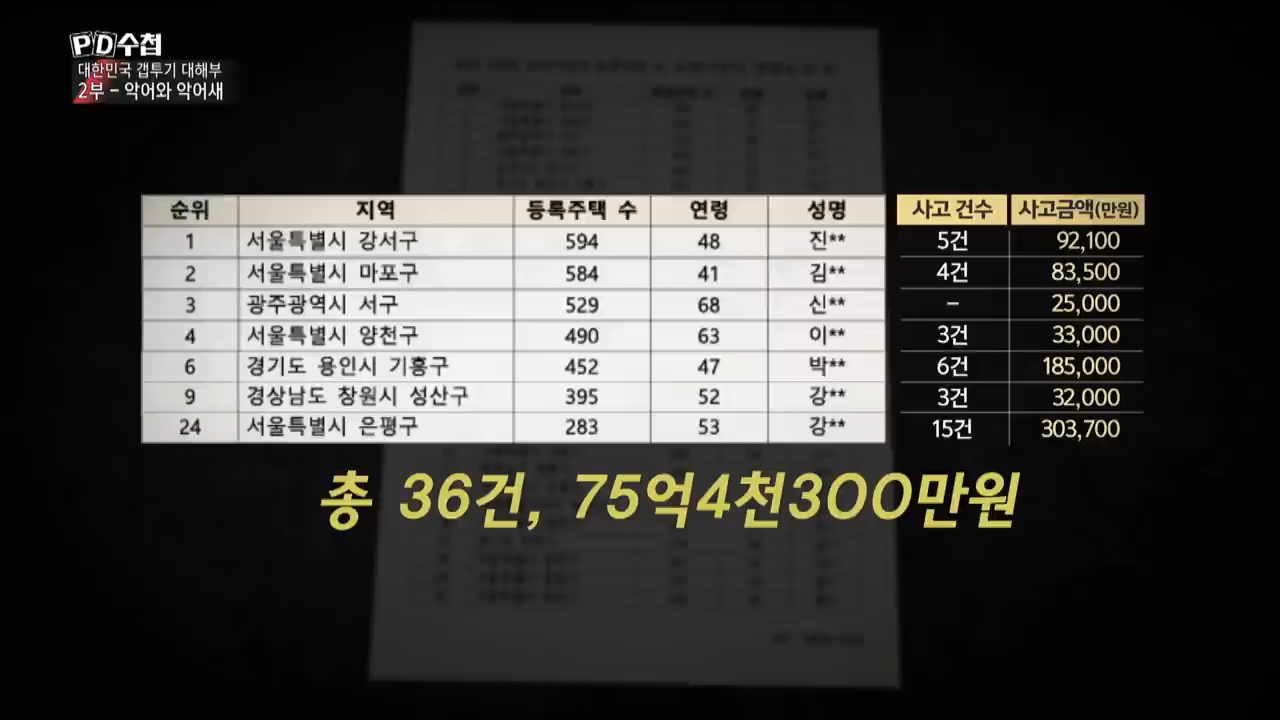 PD수첩
대한민국 갭투기 대해부
2부 – 악어와 악어새
순위 지역 등록주택 수 연령 성명 사고 건수 사고금액(만원)
1 서울특별시 강서구 594 48 진** 5건 92,100
2 서울특별시 마포구 584 41 김** 4건 83,500
3 광주광역시 서구 529 68 신** – 25,000
4 서울특별시 양천구 490 63 이** 3건 33,000
6 경기도 용인시 기흥구 452 47 박** 6건 185,000
9 경상남도 창원시 성산구 395 52 강** 3건 32,000
24 서울특별시 은평구 283 53 강** 15건 303,700
총 36건, 75억4천300만원